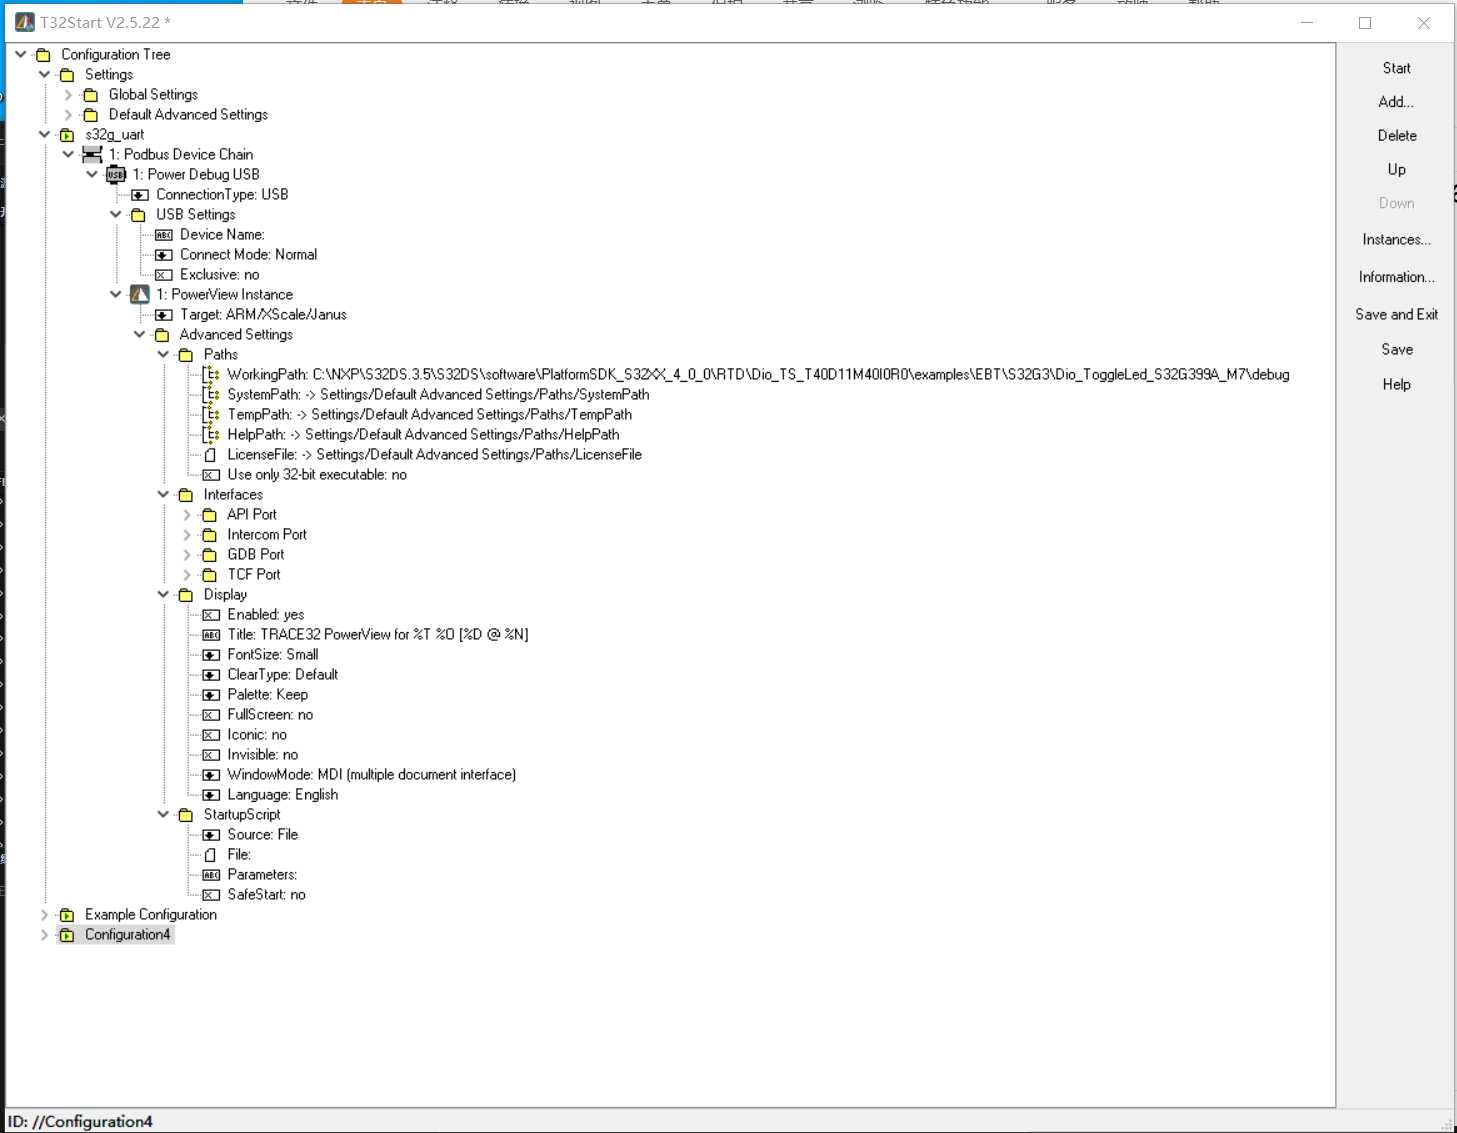 T32Start V2.5.22 *
Configuration Tree
Settings
Global Settings
Default Advanced Settings
s32g_uart
1: Podbus Device Chain
1: Power Debug USB
ConnectionType: USB
USB Settings
Device Name:
Connect Mode: Normal
Exclusive: no
1: PowerView Instance
Target: ARM/XScale/Janus
Advanced Settings
Paths
WorkingPath: C:\NXP\S32DS.3.5\S32DS\software\PlatformSDK_S32XX_4_0_0\RTD\Dio_TS_T40D11M40I0R0\examples\EBT\S32G3\Dio_ToggleLed_S32G399A_M7\debug
SystemPath: -> Settings/Default Advanced Settings/Paths/SystemPath
TempPath: -> Settings/Default Advanced Settings/Paths/TempPath
HelpPath: -> Settings/Default Advanced Settings/Paths/HelpPath
LicenseFile: -> Settings/Default Advanced Settings/Paths/LicenseFile
Use only 32-bit executable: no
Interfaces
API Port
Intercom Port
GDB Port
TCF Port
Display
Enabled: yes
Title: TRACE32 PowerView for %T %O [%D @ %N]
FontSize: Small
ClearType: Default
Palette: Keep
FullScreen: no
Iconic: no
Invisible: no
WindowMode: MDI (multiple document interface)
Language: English
StartupScript
Source: File
File:
Parameters:
SafeStart: no
Example Configuration
Configuration4
Start
Add...
Delete
Up
Down
Instances...
Information...
Save and Exit
Save
Help
ID: //Configuration4